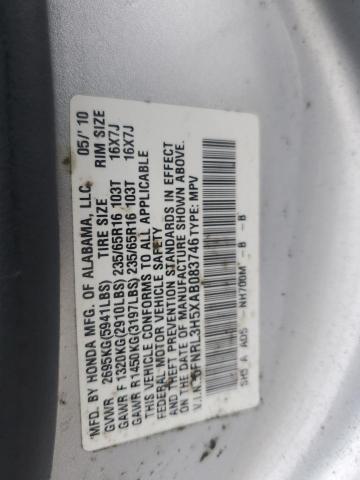 MFD. BY HONDA MFG. OF ALABAMA, LLC. 05/'10
GVWR 2695KG(5941LBS) TIRE SIZE RIM SIZE
GAWR F 1320KG(2910LBS) 235/65R16 103T 16X7J
GAWR R 1450KG(3197LBS) 235/65R16 103T 16X7J
THIS VEHICLE CONFORMS TO ALL APPLICABLE
FEDERAL MOTOR VEHICLE SAFETY
AND THEFT PREVENTION STANDARDS IN EFFECT
ON THE DATE OF MANUFACTURE SHOWN ABOVE.
V.I.N. 5FNRL3H5XAB083746 TYPE: MPV
A AD5 NH700M - B - B